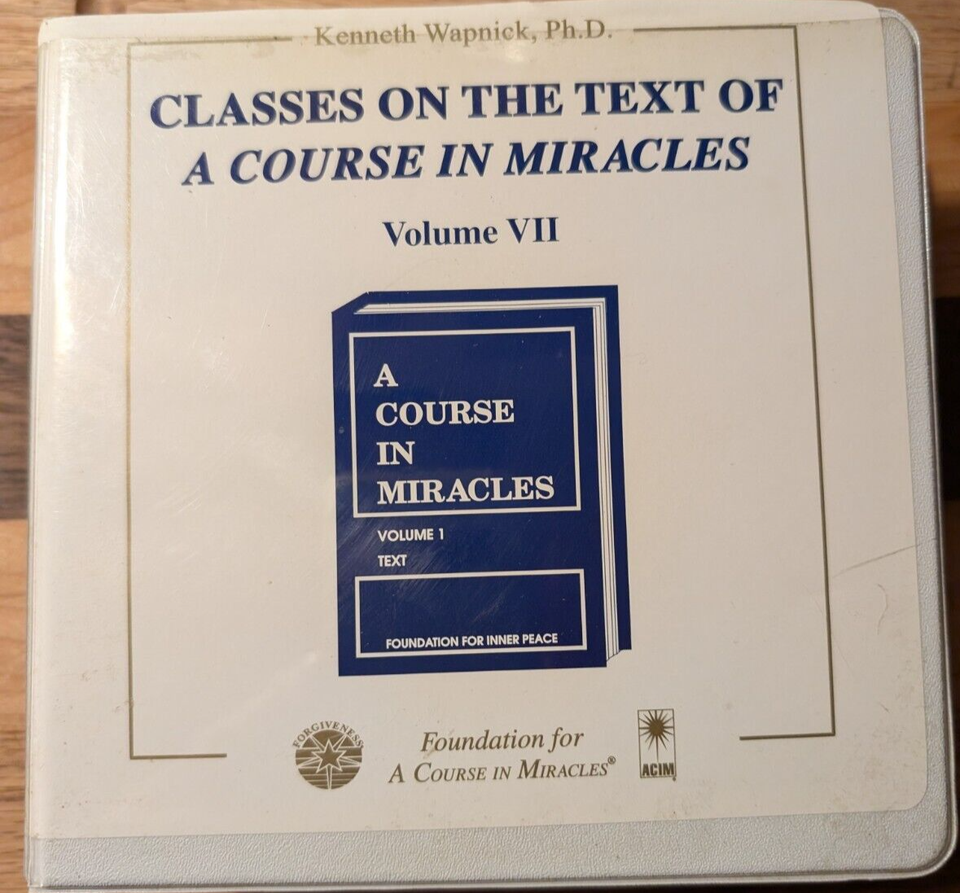 Kenneth Wapnick, Ph.D.
CLASSES ON THE TEXT OF
A COURSE IN MIRACLES
Volume VII
A
COURSE
IN
MIRACLES
VOLUME 1
TEXT
FOUNDATION FOR INNER PEACE
FORGIVENESS
Foundation for
A COURSE IN MIRACLES®
ACIM